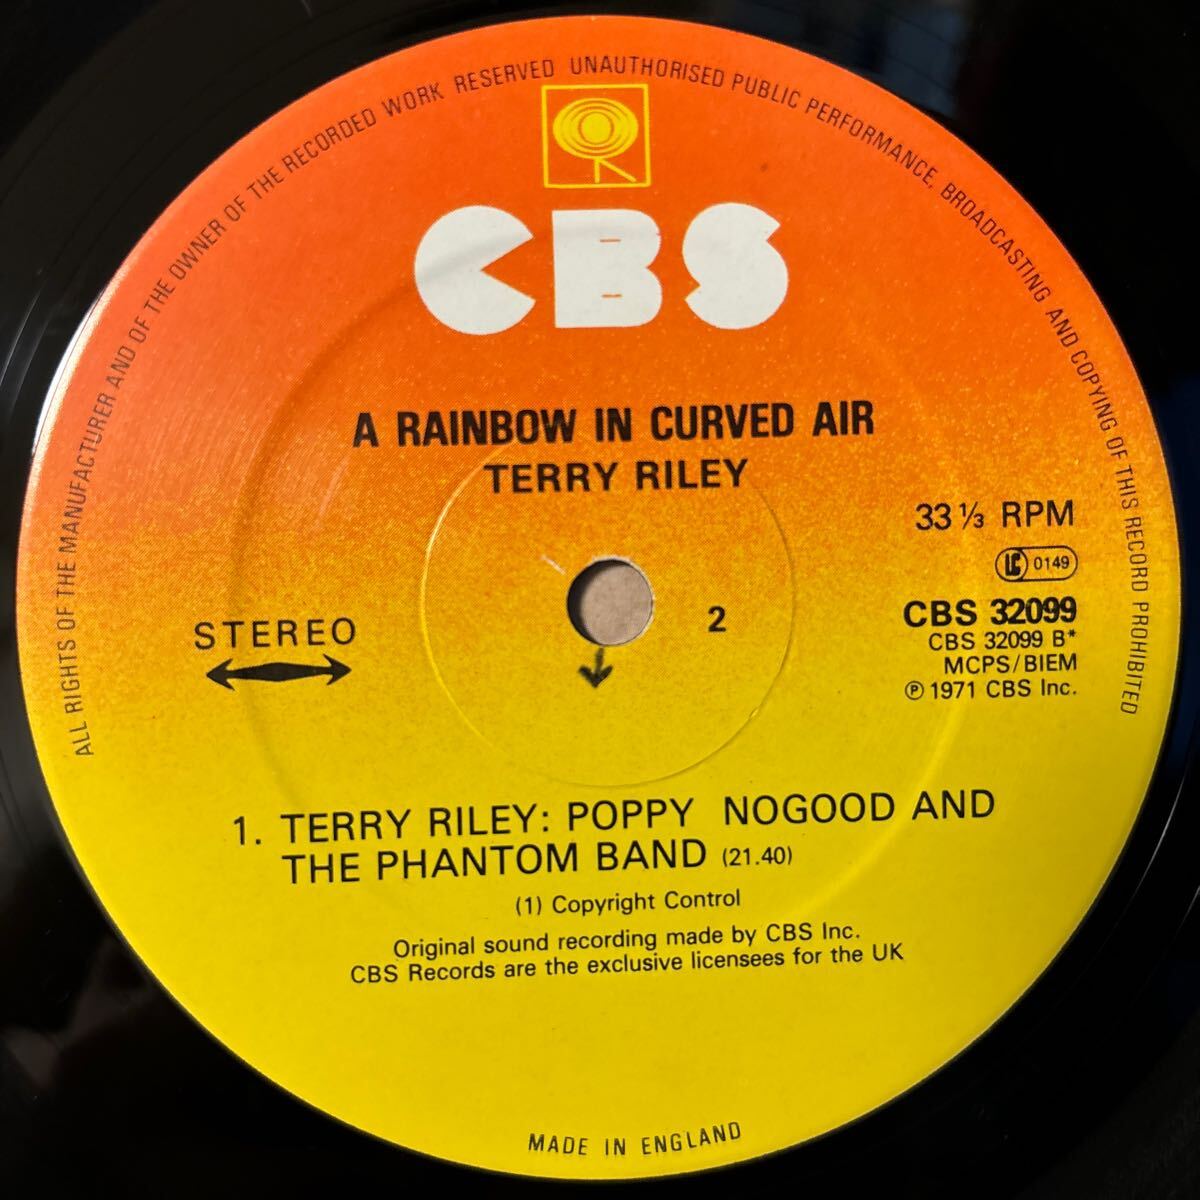 ALL RIGHTS OF THE MANUFACTURER AND OF THE OWNER OF THE RECORDED WORK RESERVED UNAUTHORISED PUBLIC PERFORMANCE, BROADCASTING AND COPYING OF THIS RECORD PROHIBITED
CBS
A RAINBOW IN CURVED AIR
TERRY RILEY
33 ⅓ RPM
LC 0149
STEREO
2
CBS 32099
CBS 32099 B*
MCPS/BIEM
℗ 1971 CBS Inc.
1. TERRY RILEY: POPPY NOGOOD AND
THE PHANTOM BAND (21.40)
(1) Copyright Control
Original sound recording made by CBS Inc.
CBS Records are the exclusive licensees for the UK
MADE IN ENGLAND